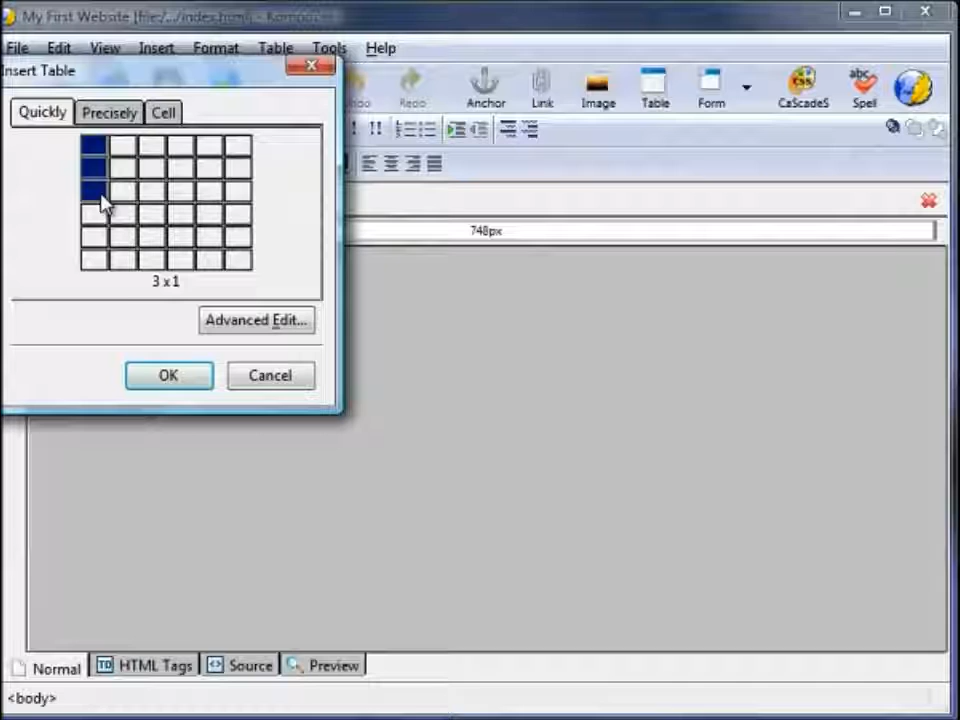 My First Website [file:/.../index.html] - Kompozer
File Edit View Insert Format Table Tools Help
Insert Table
Redo Anchor Link Image Table Form CaScadeS Spell
Quickly Precisely Cell
748px
3 x 1
Advanced Edit...
OK Cancel
Normal HTML Tags Source Preview
<body>